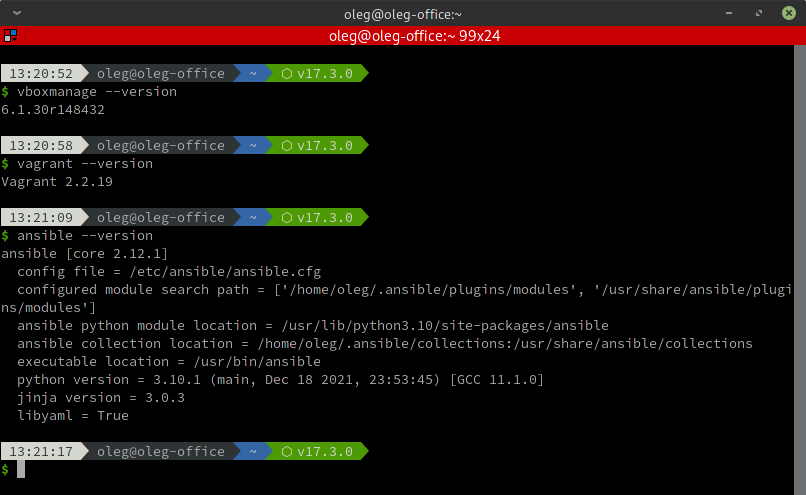 oleg@oleg-office:~
oleg@oleg-office:~ 99x24
13:20:52 oleg@oleg-office ~ ⬡ v17.3.0
$ vboxmanage --version
6.1.30r148432
13:20:58 oleg@oleg-office ~ ⬡ v17.3.0
$ vagrant --version
Vagrant 2.2.19
13:21:09 oleg@oleg-office ~ ⬡ v17.3.0
$ ansible --version
ansible [core 2.12.1]
  config file = /etc/ansible/ansible.cfg
  configured module search path = ['/home/oleg/.ansible/plugins/modules', '/usr/share/ansible/plugi
ns/modules']
  ansible python module location = /usr/lib/python3.10/site-packages/ansible
  ansible collection location = /home/oleg/.ansible/collections:/usr/share/ansible/collections
  executable location = /usr/bin/ansible
  python version = 3.10.1 (main, Dec 18 2021, 23:53:45) [GCC 11.1.0]
  jinja version = 3.0.3
  libyaml = True
13:21:17 oleg@oleg-office ~ ⬡ v17.3.0
$